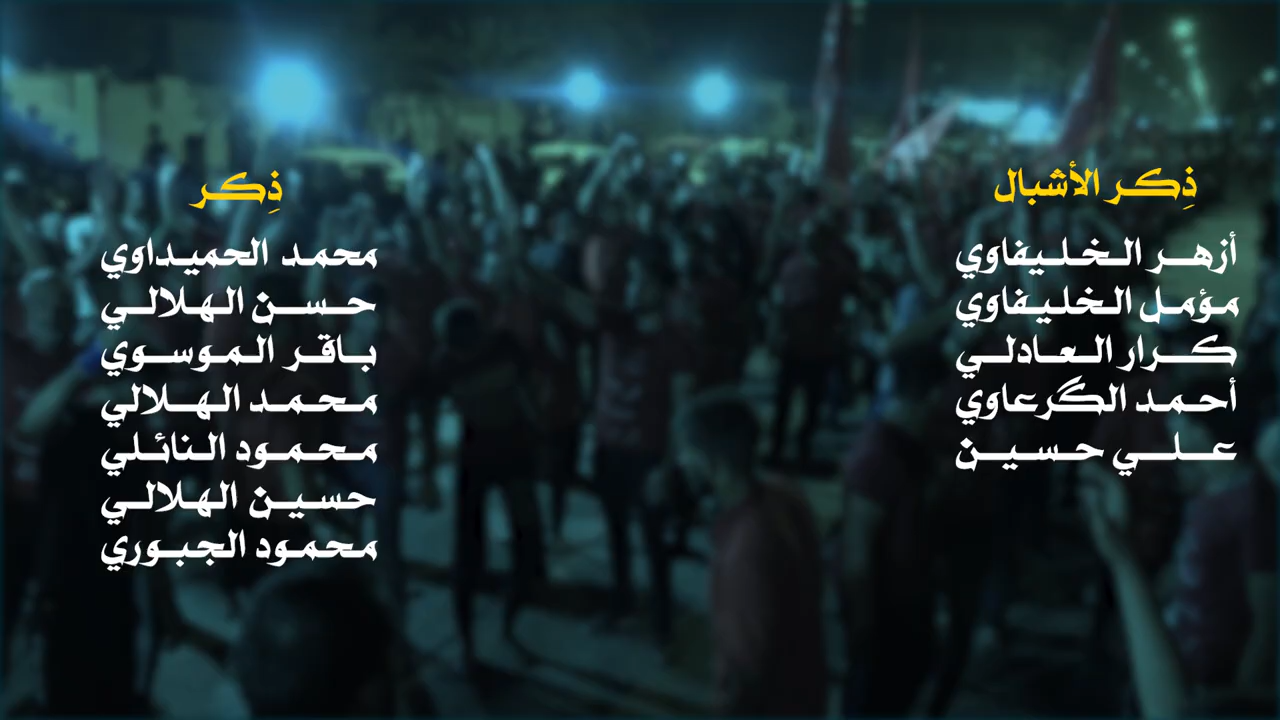 ذِكر الأشبال
أزهر الخليفاوي
مؤمل الخليفاوي
كرار العادلي
أحمد الگرعاوي
علي حسين
ذِكر
محمد الحميداوي
حسن الهلالي
باقر الموسوي
محمد الهلالي
محمود النائلي
حسين الهلالي
محمود الجبوري